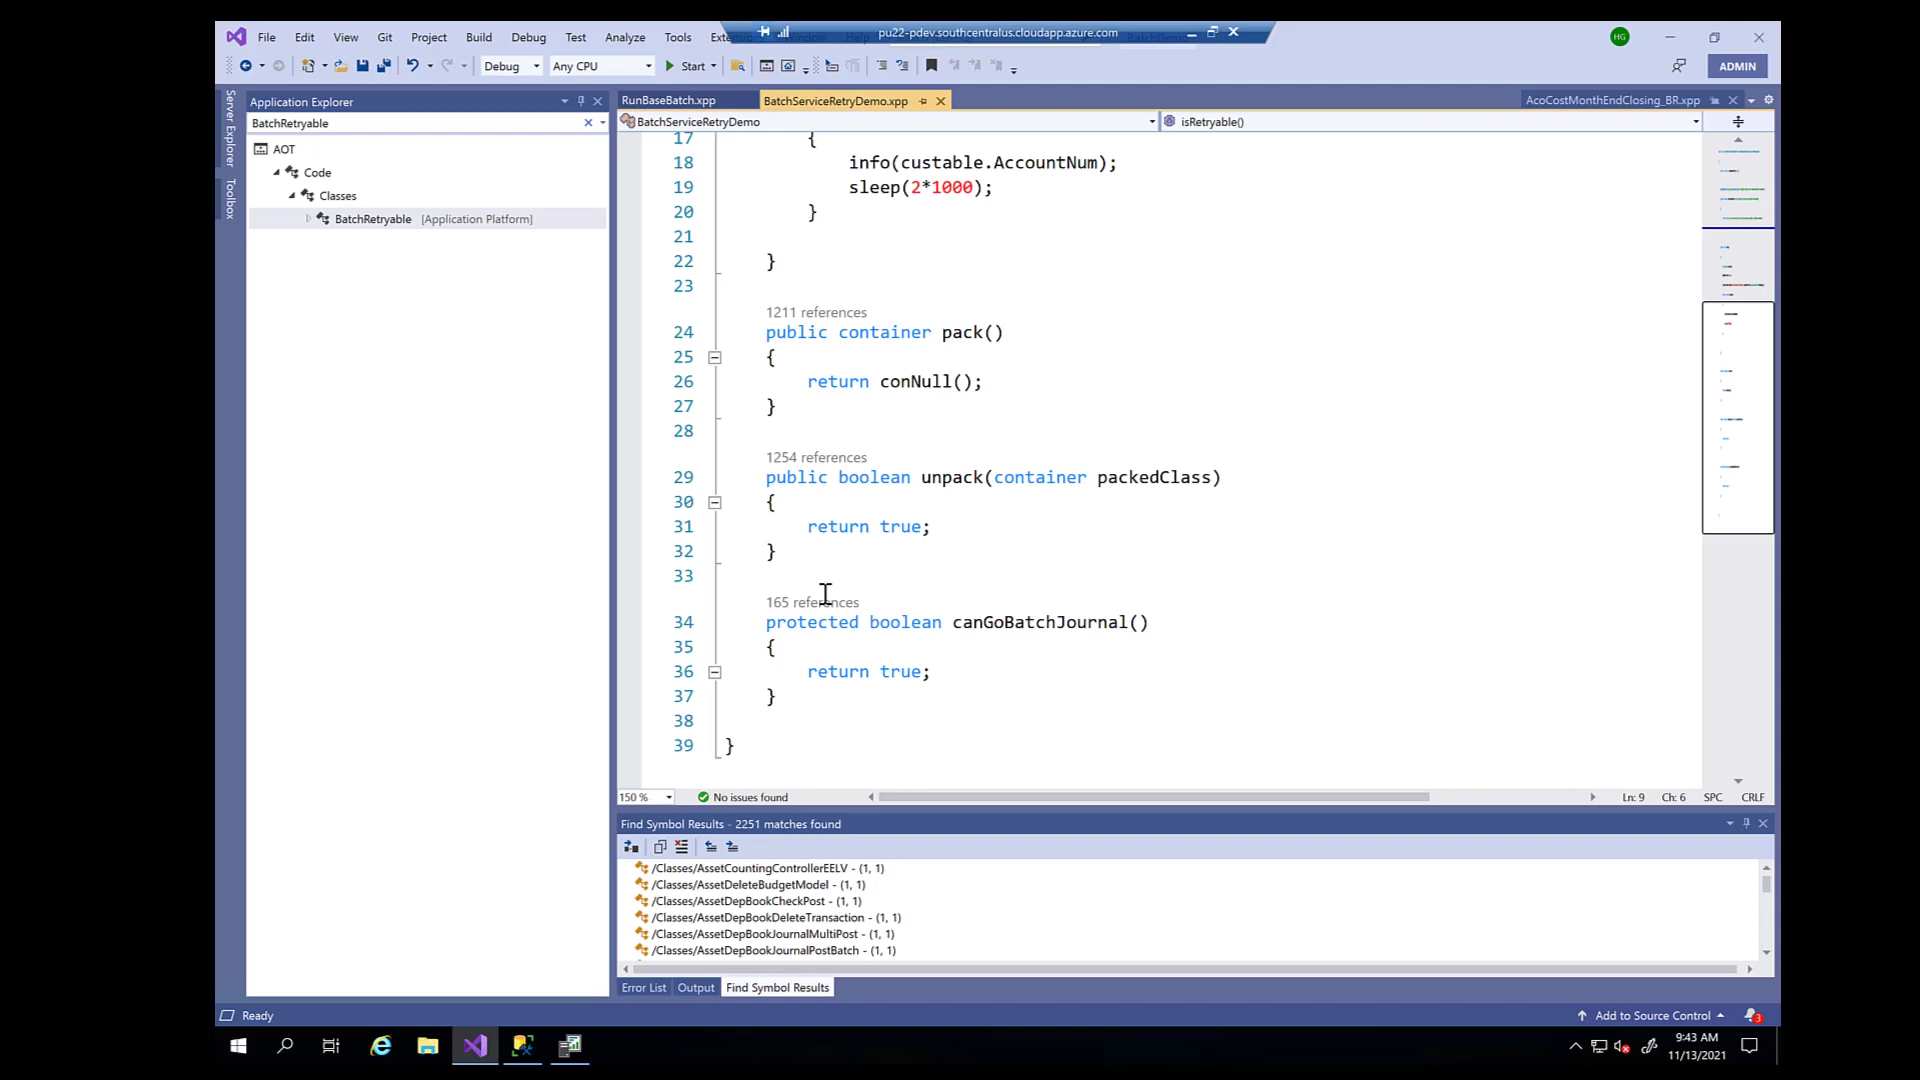 pu22-pdev.southcentralus.cloudapp.azure.com
File Edit View Git Project Build Debug Test Analyze Tools
HG
Debug Any CPU Start ADMIN
Server Explorer
Toolbox
Application Explorer
BatchRetryable
AOT
Code
Classes
BatchRetryable [Application Platform]
RunBaseBatch.xpp BatchServiceRetryDemo.xpp AcoCostMonthEndClosing_BR.xpp
BatchServiceRetryDemo isRetryable()
17 {
18 info(custable.AccountNum);
19 sleep(2*1000);
20 }
21
22 }
23
1211 references
24 public container pack()
25 {
26 return conNull();
27 }
28
1254 references
29 public boolean unpack(container packedClass)
30 {
31 return true;
32 }
33
165 references
34 protected boolean canGoBatchJournal()
35 {
36 return true;
37 }
38
39 }
150 % No issues found Ln: 9 Ch: 6 SPC CRLF
Find Symbol Results - 2251 matches found
/Classes/AssetCountingControllerEELV - (1, 1)
/Classes/AssetDeleteBudgetModel - (1, 1)
/Classes/AssetDepBookCheckPost - (1, 1)
/Classes/AssetDepBookDeleteTransaction - (1, 1)
/Classes/AssetDepBookJournalMultiPost - (1, 1)
/Classes/AssetDepBookJournalPostBatch - (1, 1)
Error List Output Find Symbol Results
Ready Add to Source Control 3
9:43 AM
11/13/2021